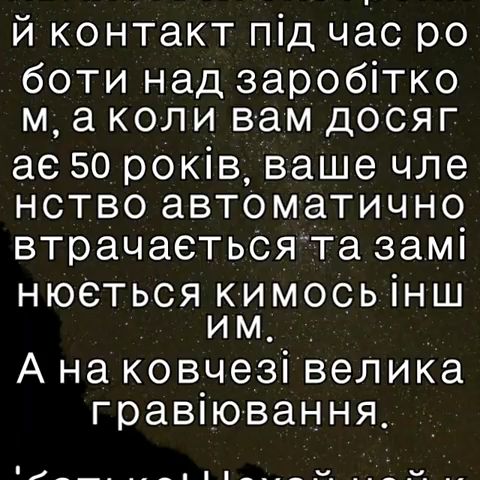 й контакт під час ро
боти над заробітко
м, а коли вам досяг
ає 50 років, ваше чле
нство автоматично
втрачається та замі
нюється кимось інш
им.
А на ковчезі велика
гравіювання.